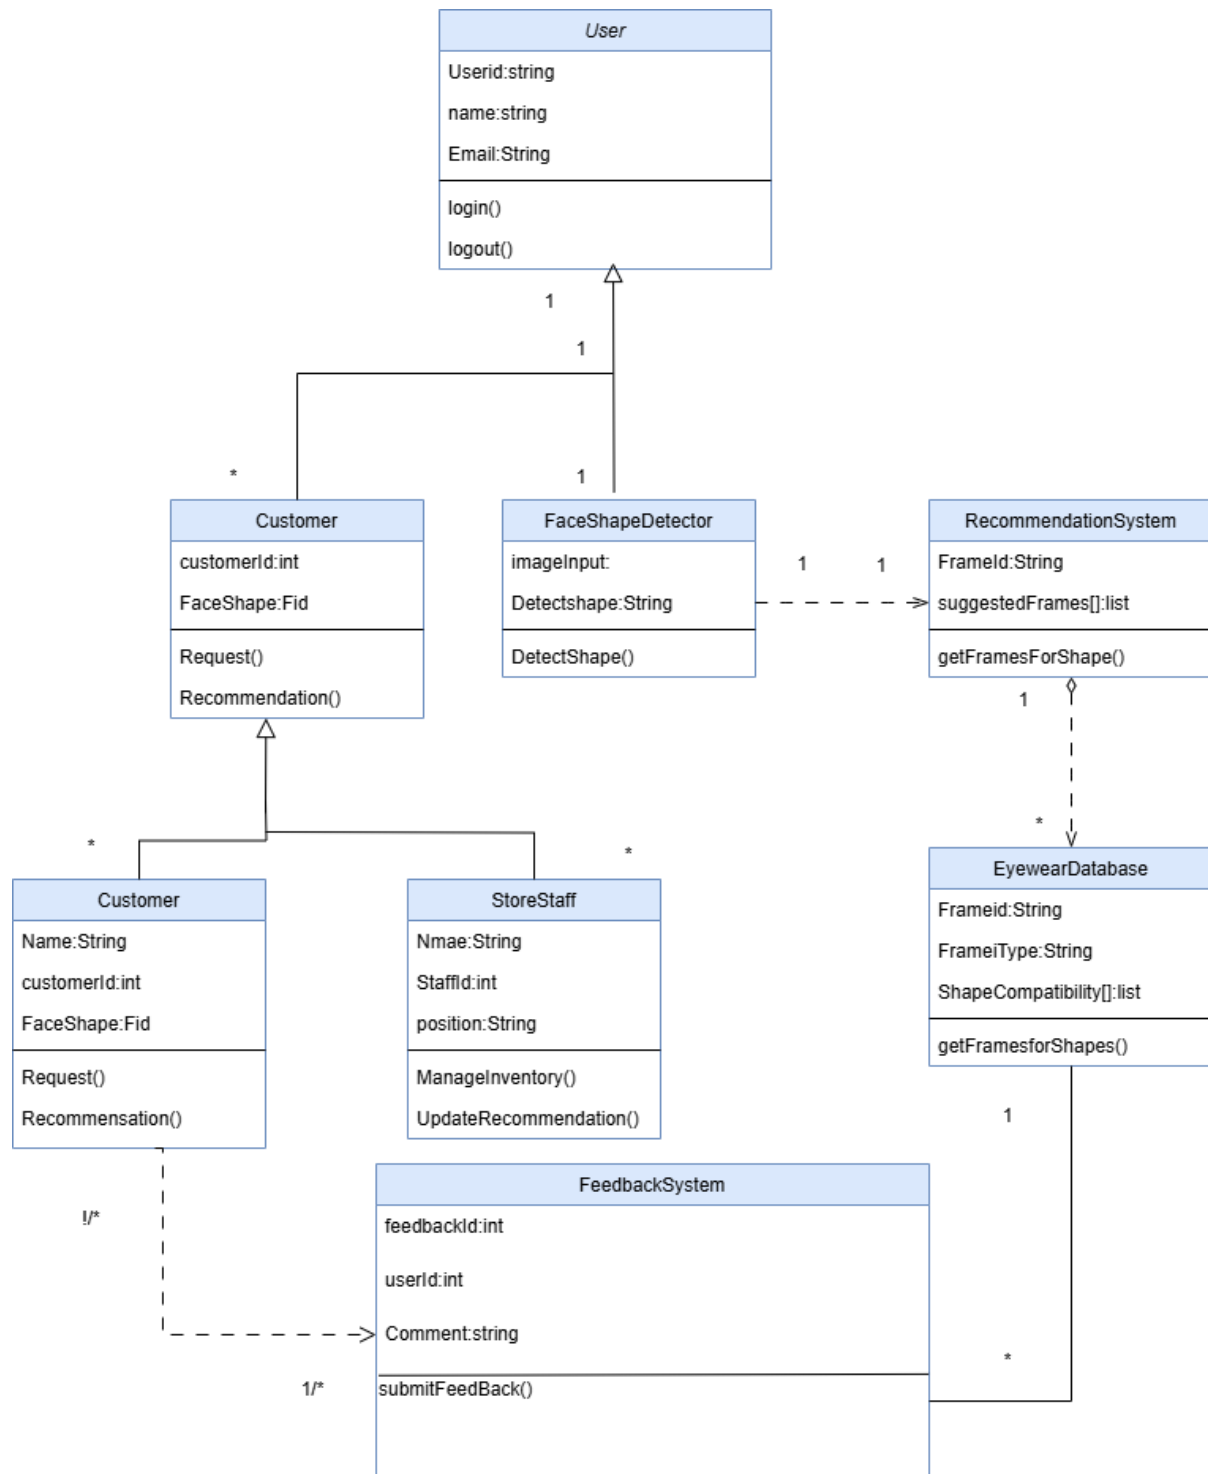 User
Userid:string
name:string
Email:String
login()
logout()
1
1
*
1
Customer
customerId:int
FaceShape:Fid
Request()
Recommendation()
FaceShapeDetector
imageInput:
Detectshape:String
DetectShape()
1
1
RecommendationSystem
FrameId:String
suggestedFrames[]:list
getFramesForShape()
1
*
*
*
Customer
Name:String
customerId:int
FaceShape:Fid
Request()
Recommensation()
StoreStaff
Nmae:String
StaffId:int
position:String
ManageInventory()
UpdateRecommendation()
EyewearDatabase
Frameid:String
FrameiType:String
ShapeCompatibility[]:list
getFramesforShapes()
1
*
!/*
1/*
FeedbackSystem
feedbackId:int
userId:int
Comment:string
submitFeedBack()